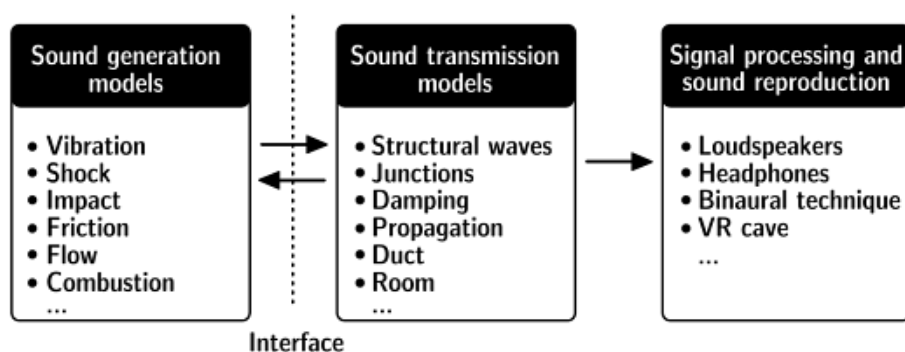 Sound generation
models
• Vibration
• Shock
• Impact
• Friction
• Flow
• Combustion
...
Interface
Sound transmission
models
• Structural waves
• Junctions
• Damping
• Propagation
• Duct
• Room
...
Signal processing and
sound reproduction
• Loudspeakers
• Headphones
• Binaural technique
• VR cave
...